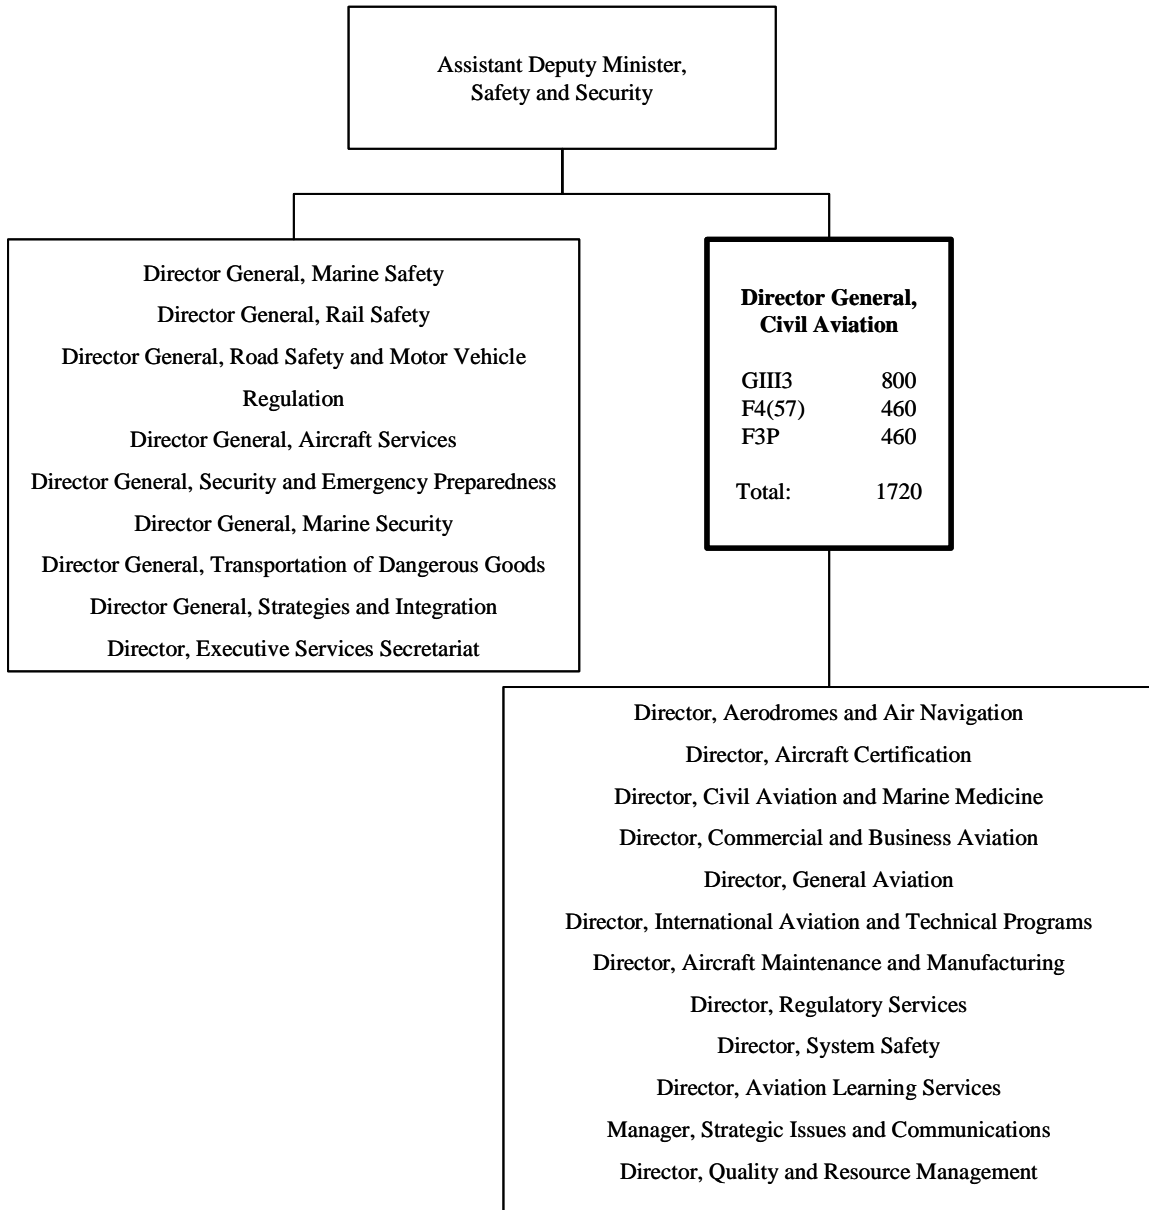 Assistant Deputy Minister,
Safety and Security
Director General, Marine Safety
Director General, Rail Safety
Director General, Road Safety and Motor Vehicle
Regulation
Director General, Aircraft Services
Director General, Security and Emergency Preparedness
Director General, Marine Security
Director General, Transportation of Dangerous Goods
Director General, Strategies and Integration
Director, Executive Services Secretariat
Director General,
Civil Aviation
GIII3 800
F4(57) 460
F3P 460
Total: 1720
Director, Aerodromes and Air Navigation
Director, Aircraft Certification
Director, Civil Aviation and Marine Medicine
Director, Commercial and Business Aviation
Director, General Aviation
Director, International Aviation and Technical Programs
Director, Aircraft Maintenance and Manufacturing
Director, Regulatory Services
Director, System Safety
Director, Aviation Learning Services
Manager, Strategic Issues and Communications
Director, Quality and Resource Management